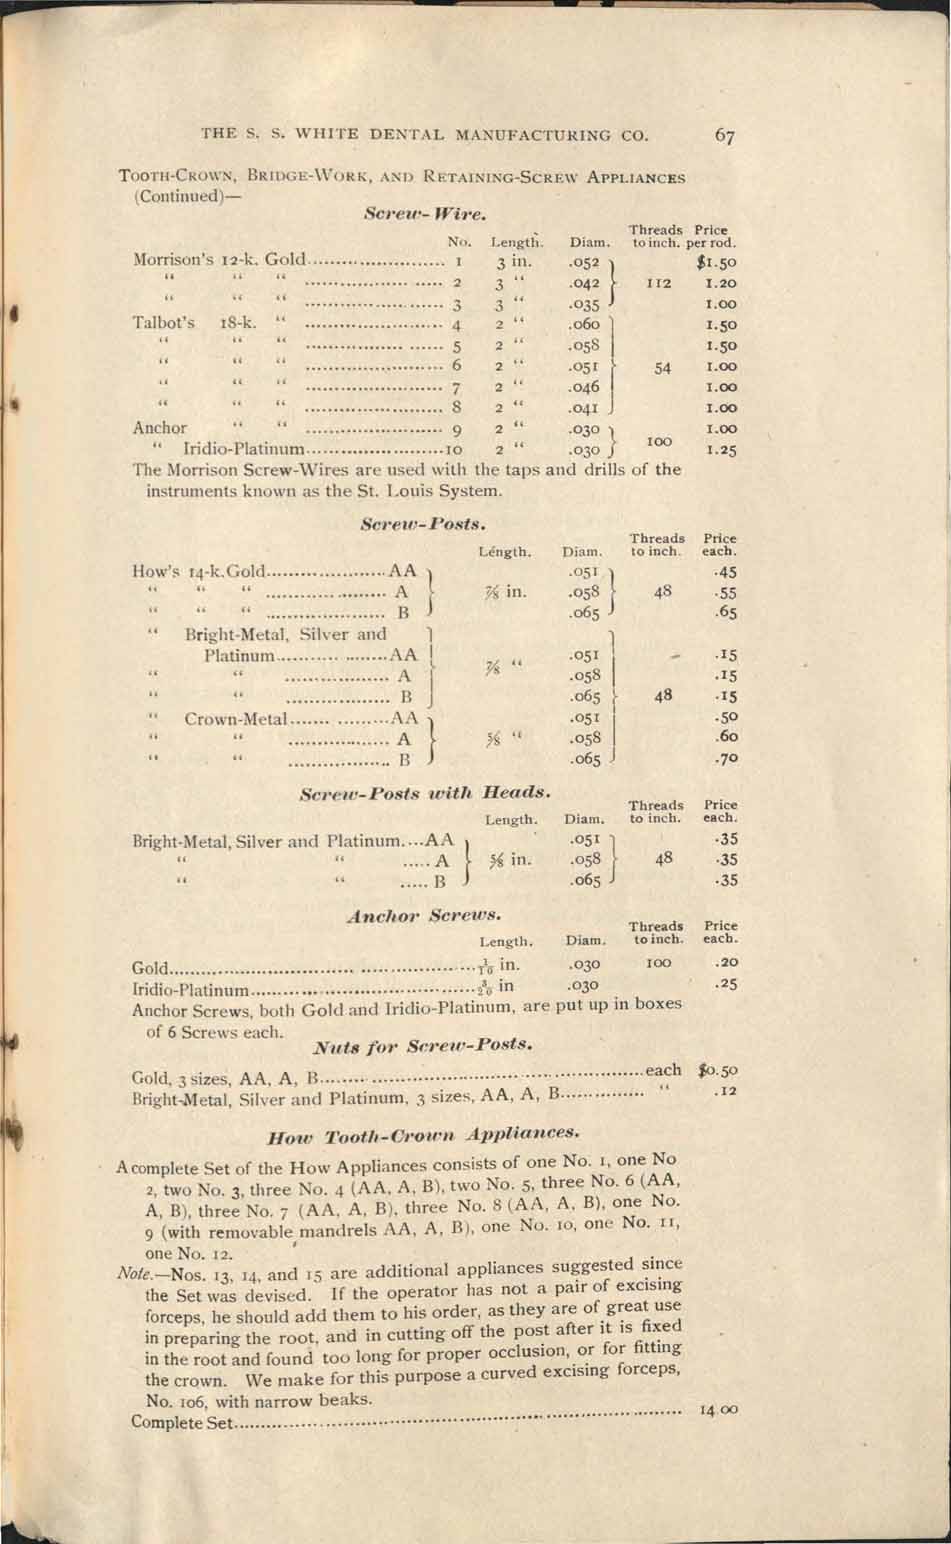 THE S. S. WHITE DENTAL MANUFACTURING CO. 67
TOOTH-CROWN, BRIDGE-WORK, AND RETAINING-SCREW APPLIANCES
(Continued)—
Screw-Wire.
Threads Price
No. Length. Diam. to inch. per rod.
Morrison's 12-k. Gold........................ 1 3 in. .052 $1.50
" " " ........................ 2 3 " .042 } 112 1.20
" " " ........................ 3 3 " .035 1.00
Talbot's 18-k. " ........................ 4 2 " .060 1.50
" " " ........................ 5 2 " .058 1.50
" " " ........................ 6 2 " .051 } 54 1.00
" " " ........................ 7 2 " .046 1.00
" " " ........................ 8 2 " .041 1.00
Anchor " " ........................ 9 2 " .030 } 100 1.00
" Iridio-Platinum........................10 2 " .030 1.25
The Morrison Screw-Wires are used with the taps and drills of the
instruments known as the St. Louis System.
Screw-Posts.
Threads Price
Length. Diam. to inch. each.
How's 14-k. Gold.....................AA .051 .45
" " " ..................... A } ⅞ in. .058 } 48 .55
" " " ..................... B .065 .65
" Bright-Metal, Silver and
Platinum...................AA ⅞ " .051 .15
" " ................... A .058 .15
" " ................... B .065 } 48 .15
" Crown-Metal.................AA .051 .50
" " .................. A } ⅝ " .058 .60
" " .................. B .065 .70
Screw-Posts with Heads.
Threads Price
Length. Diam. to inch. each.
Bright-Metal, Silver and Platinum....AA .051 .35
" " ..... A } ⅝ in. .058 } 48 .35
" " ..... B .065 .35
Anchor Screws.
Threads Price
Length. Diam. to inch. each.
Gold.................................................... 1/10 in. .030 100 .20
Iridio-Platinum........................................ 3/20 in .030 .25
Anchor Screws, both Gold and Iridio-Platinum, are put up in boxes
of 6 Screws each.
Nuts for Screw-Posts.
Gold, 3 sizes, AA, A, B..................................................each $0.50
Bright-Metal, Silver and Platinum, 3 sizes, AA, A, B............... " .12
How Tooth-Crown Appliances.
A complete Set of the How Appliances consists of one No. 1, one No
2, two No. 3, three No. 4 (AA, A, B), two No. 5, three No. 6 (AA,
A, B), three No. 7 (AA, A, B), three No. 8 (AA, A, B), one No.
9 (with removable mandrels AA, A, B), one No. 10, one No. 11,
one No. 12.
Note.—Nos. 13, 14, and 15 are additional appliances suggested since
the Set was devised. If the operator has not a pair of excising
forceps, he should add them to his order, as they are of great use
in preparing the root, and in cutting off the post after it is fixed
in the root and found too long for proper occlusion, or for fitting
the crown. We make for this purpose a curved excising forceps,
No. 106, with narrow beaks.
Complete Set.................................................................. 14 00